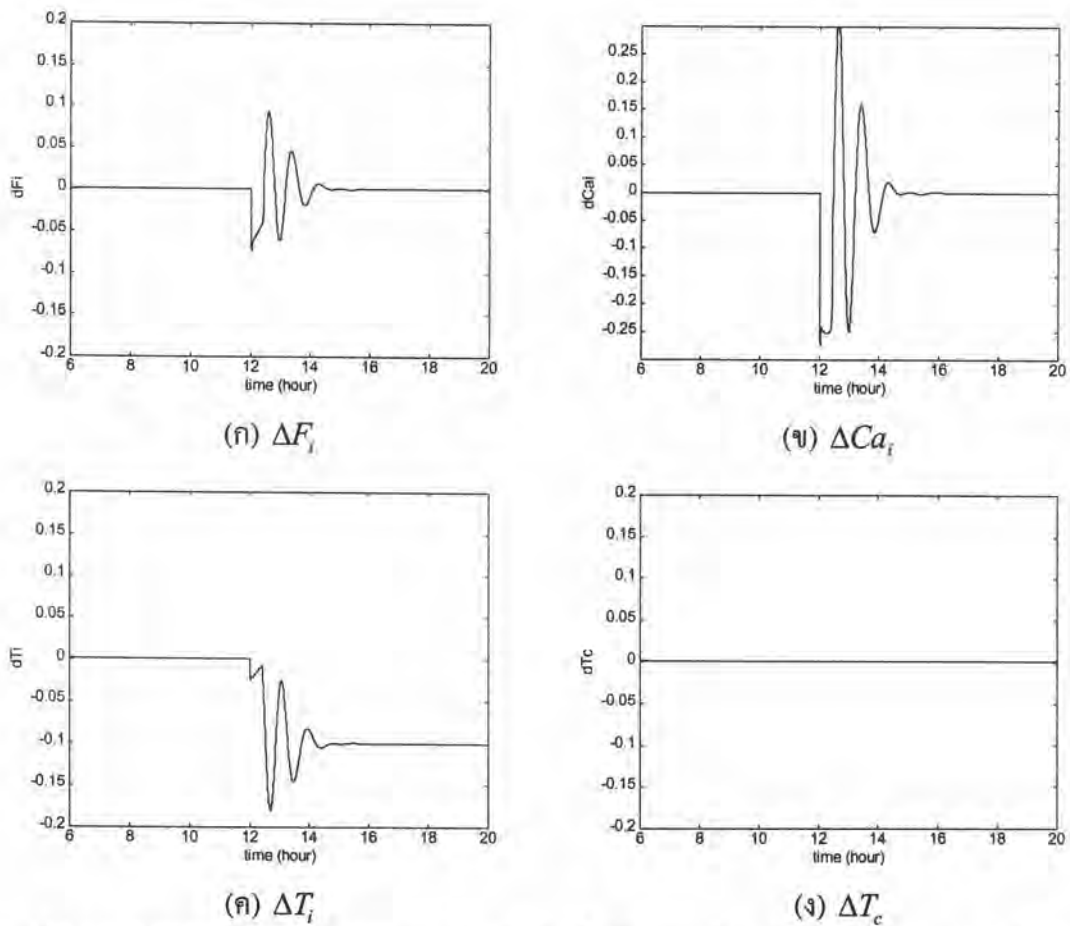 0.2
0.15
0.1
0.05
0
-0.05
-0.1
-0.15
-0.2
dFi
6 8 10 12 14 16 18 20
time (hour)
(ก) ΔF_i
0.25
0.2
0.15
0.1
0.05
0
-0.05
-0.1
-0.15
-0.2
-0.25
dCai
6 8 10 12 14 16 18 20
time (hour)
(ข) ΔCa_i
0.2
0.15
0.1
0.05
0
-0.05
-0.1
-0.15
-0.2
dTi
6 8 10 12 14 16 18 20
time (hour)
(ค) ΔT_i
0.2
0.15
0.1
0.05
0
-0.05
-0.1
-0.15
-0.2
dTc
6 8 10 12 14 16 18 20
time (hour)
(ง) ΔT_c